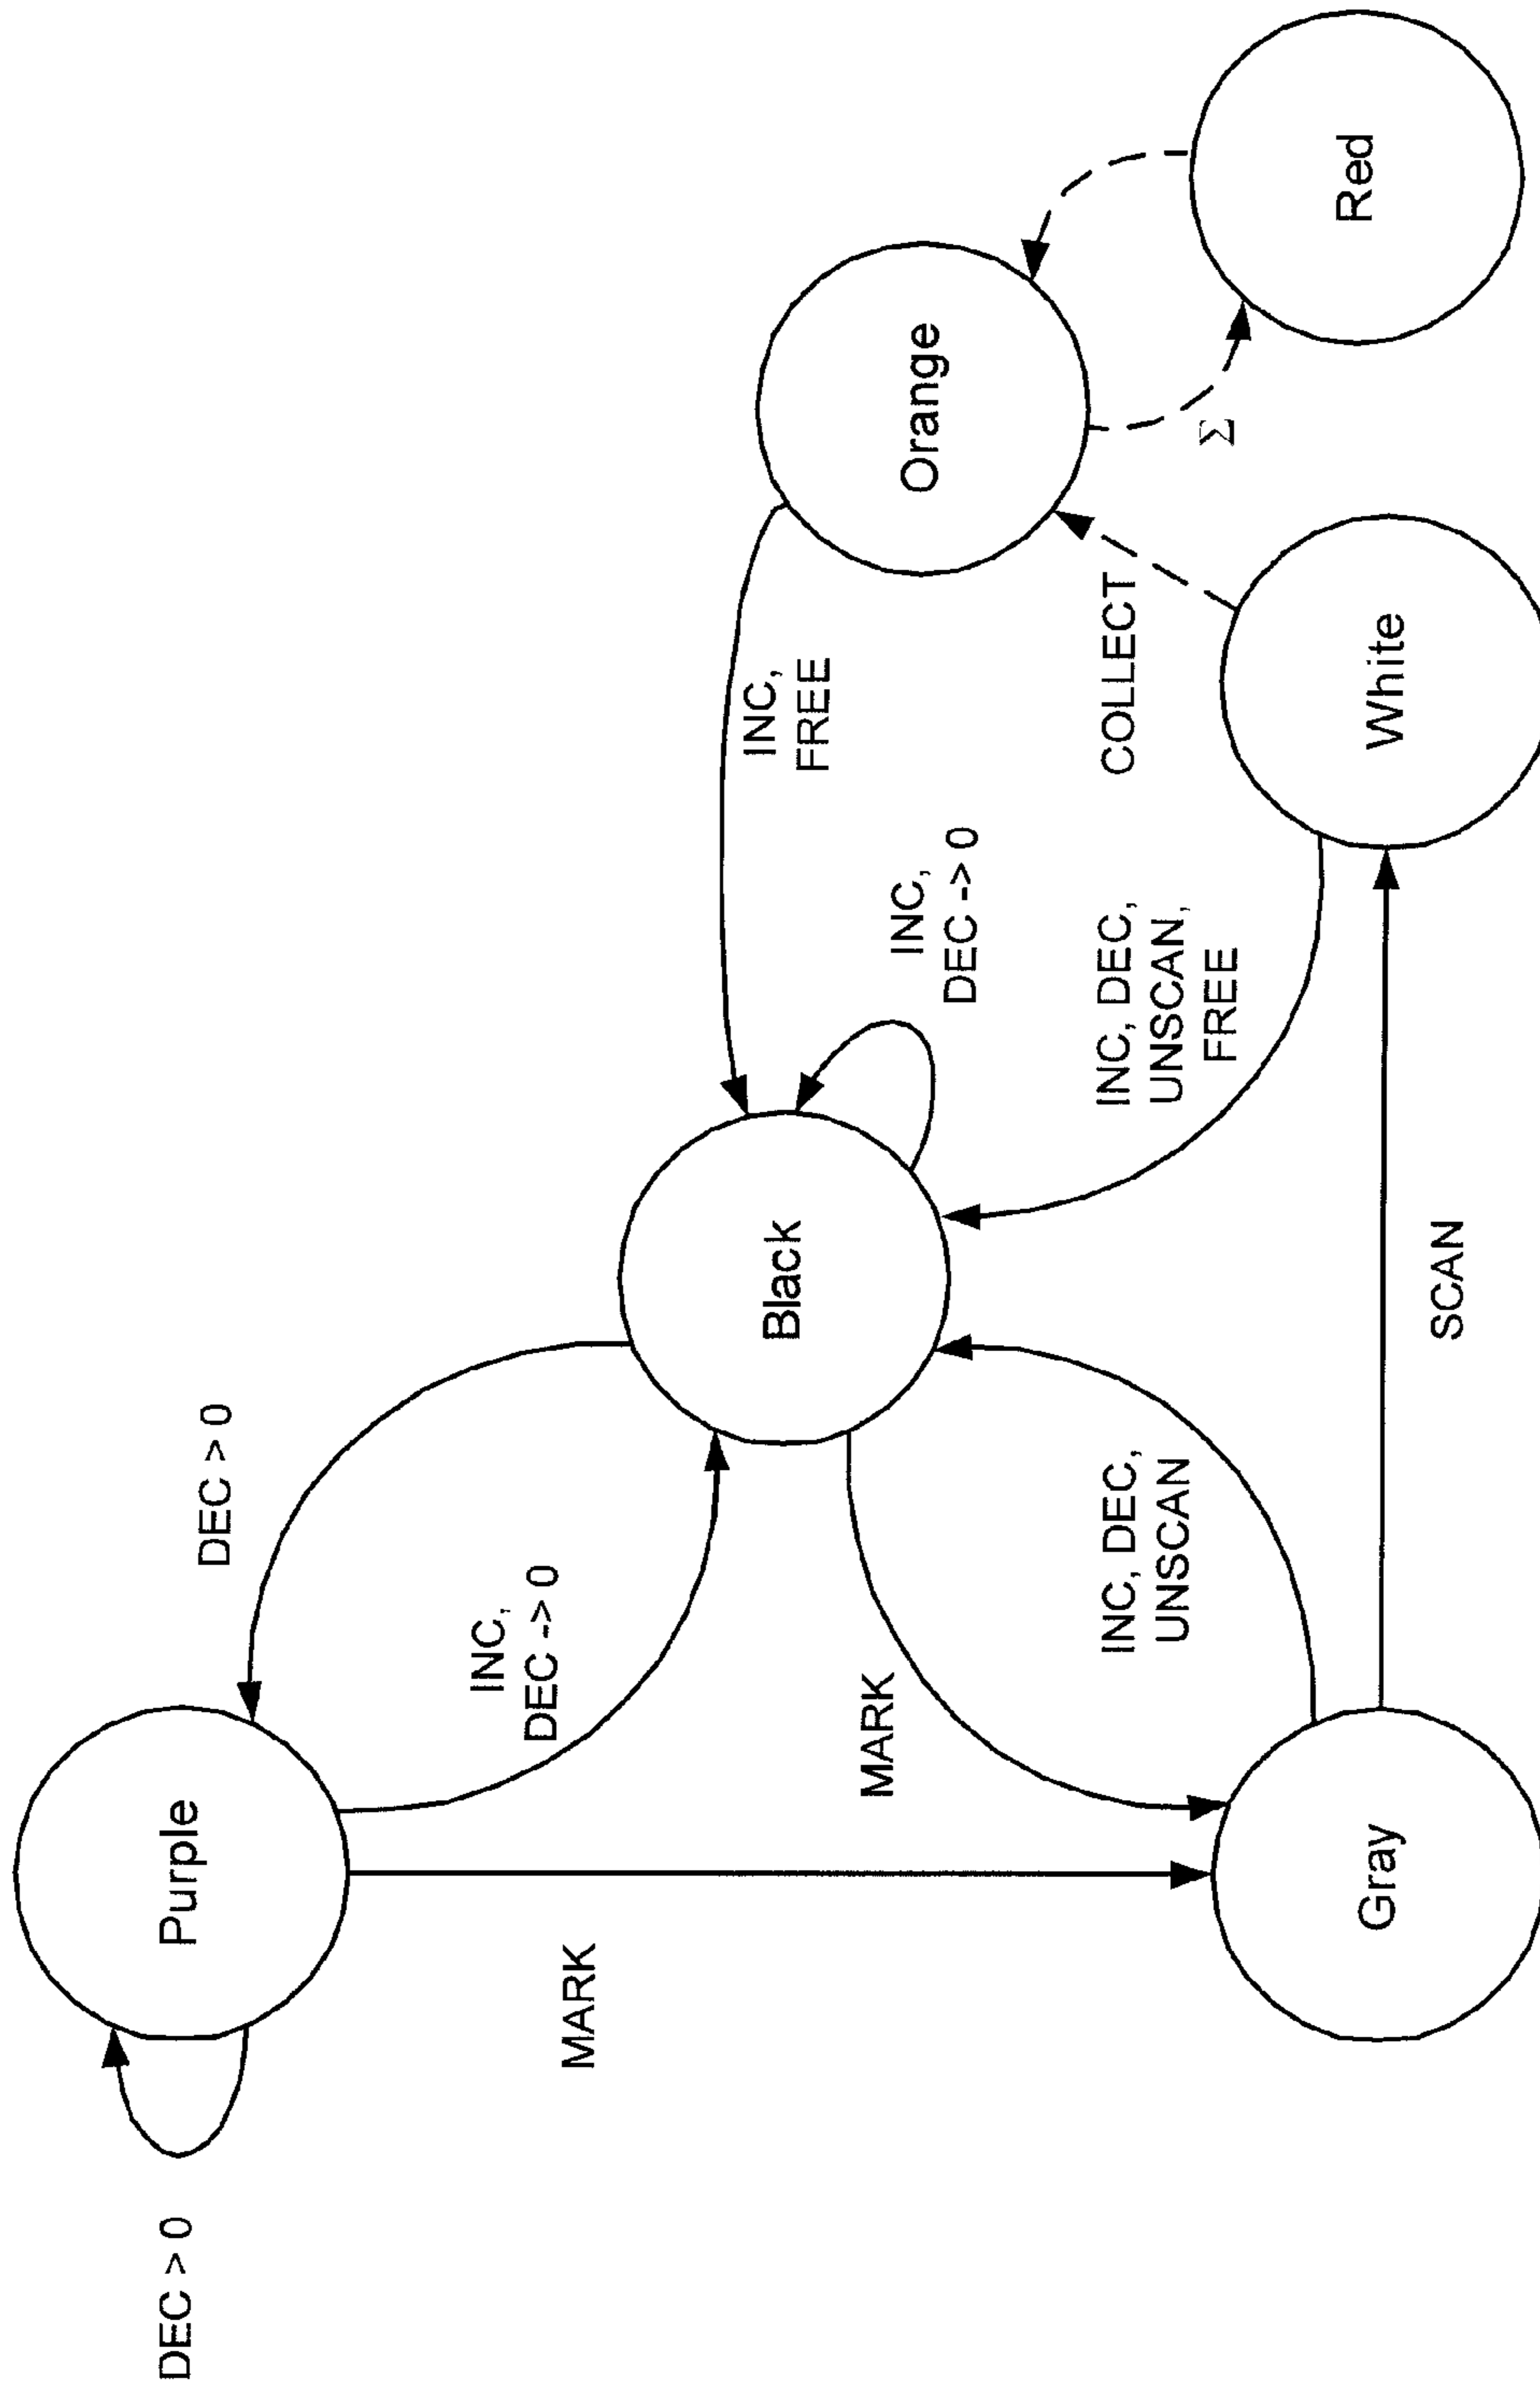 DEC > 0
Purple
DEC > 0
INC,
DEC -> 0
MARK
INC,
FREE
Black
MARK
INC,
DEC -> 0
Orange
INC, DEC,
UNSCAN
INC, DEC,
UNSCAN,
FREE
COLLECT
Σ
Red
Gray
White
SCAN